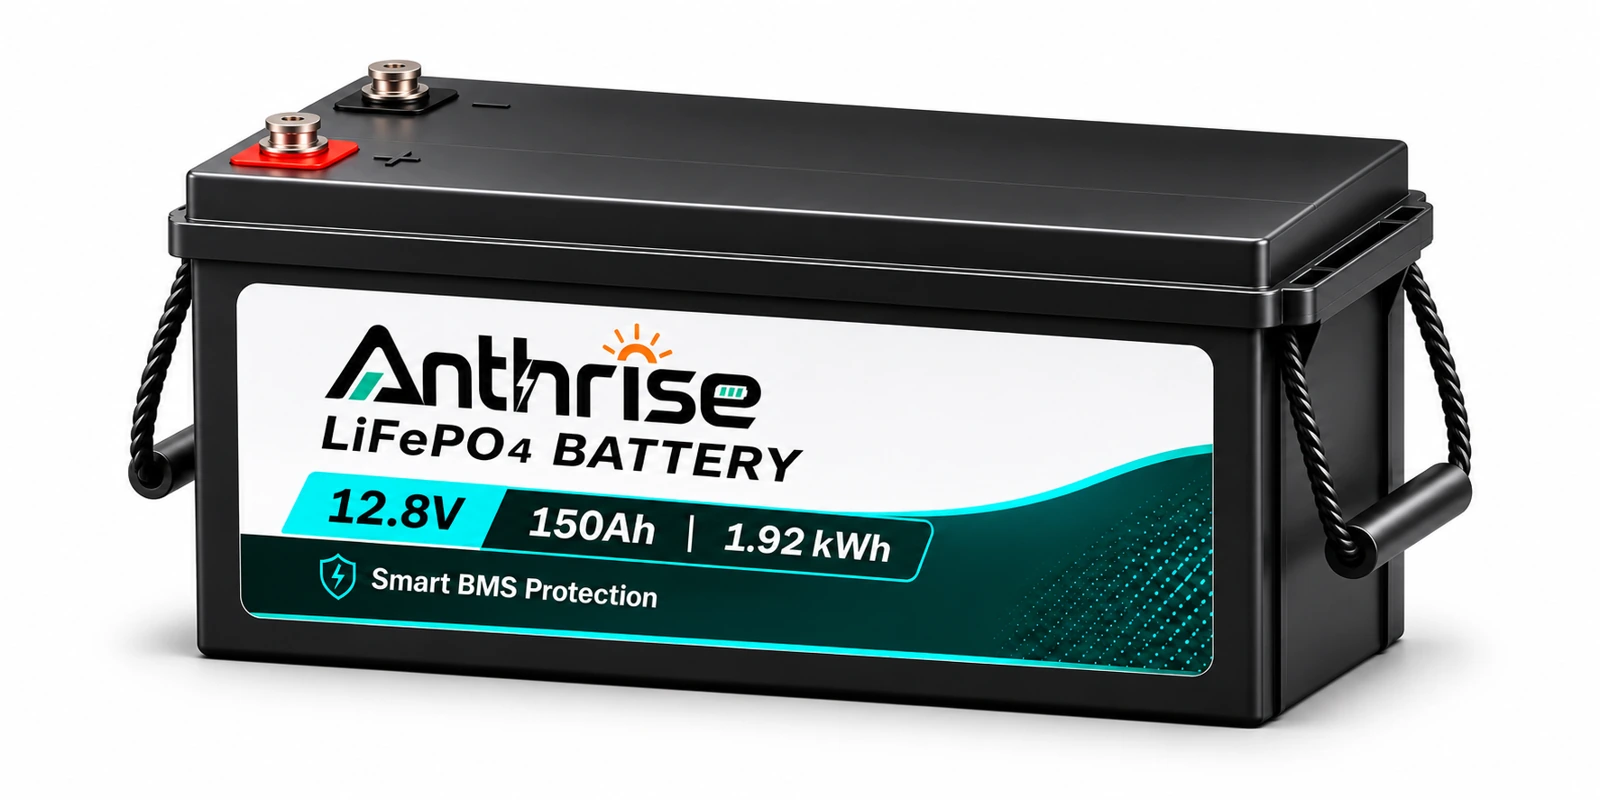 −
+
Anthrise
LiFePO4 BATTERY
12.8V 150Ah | 1.92 kWh
Smart BMS Protection